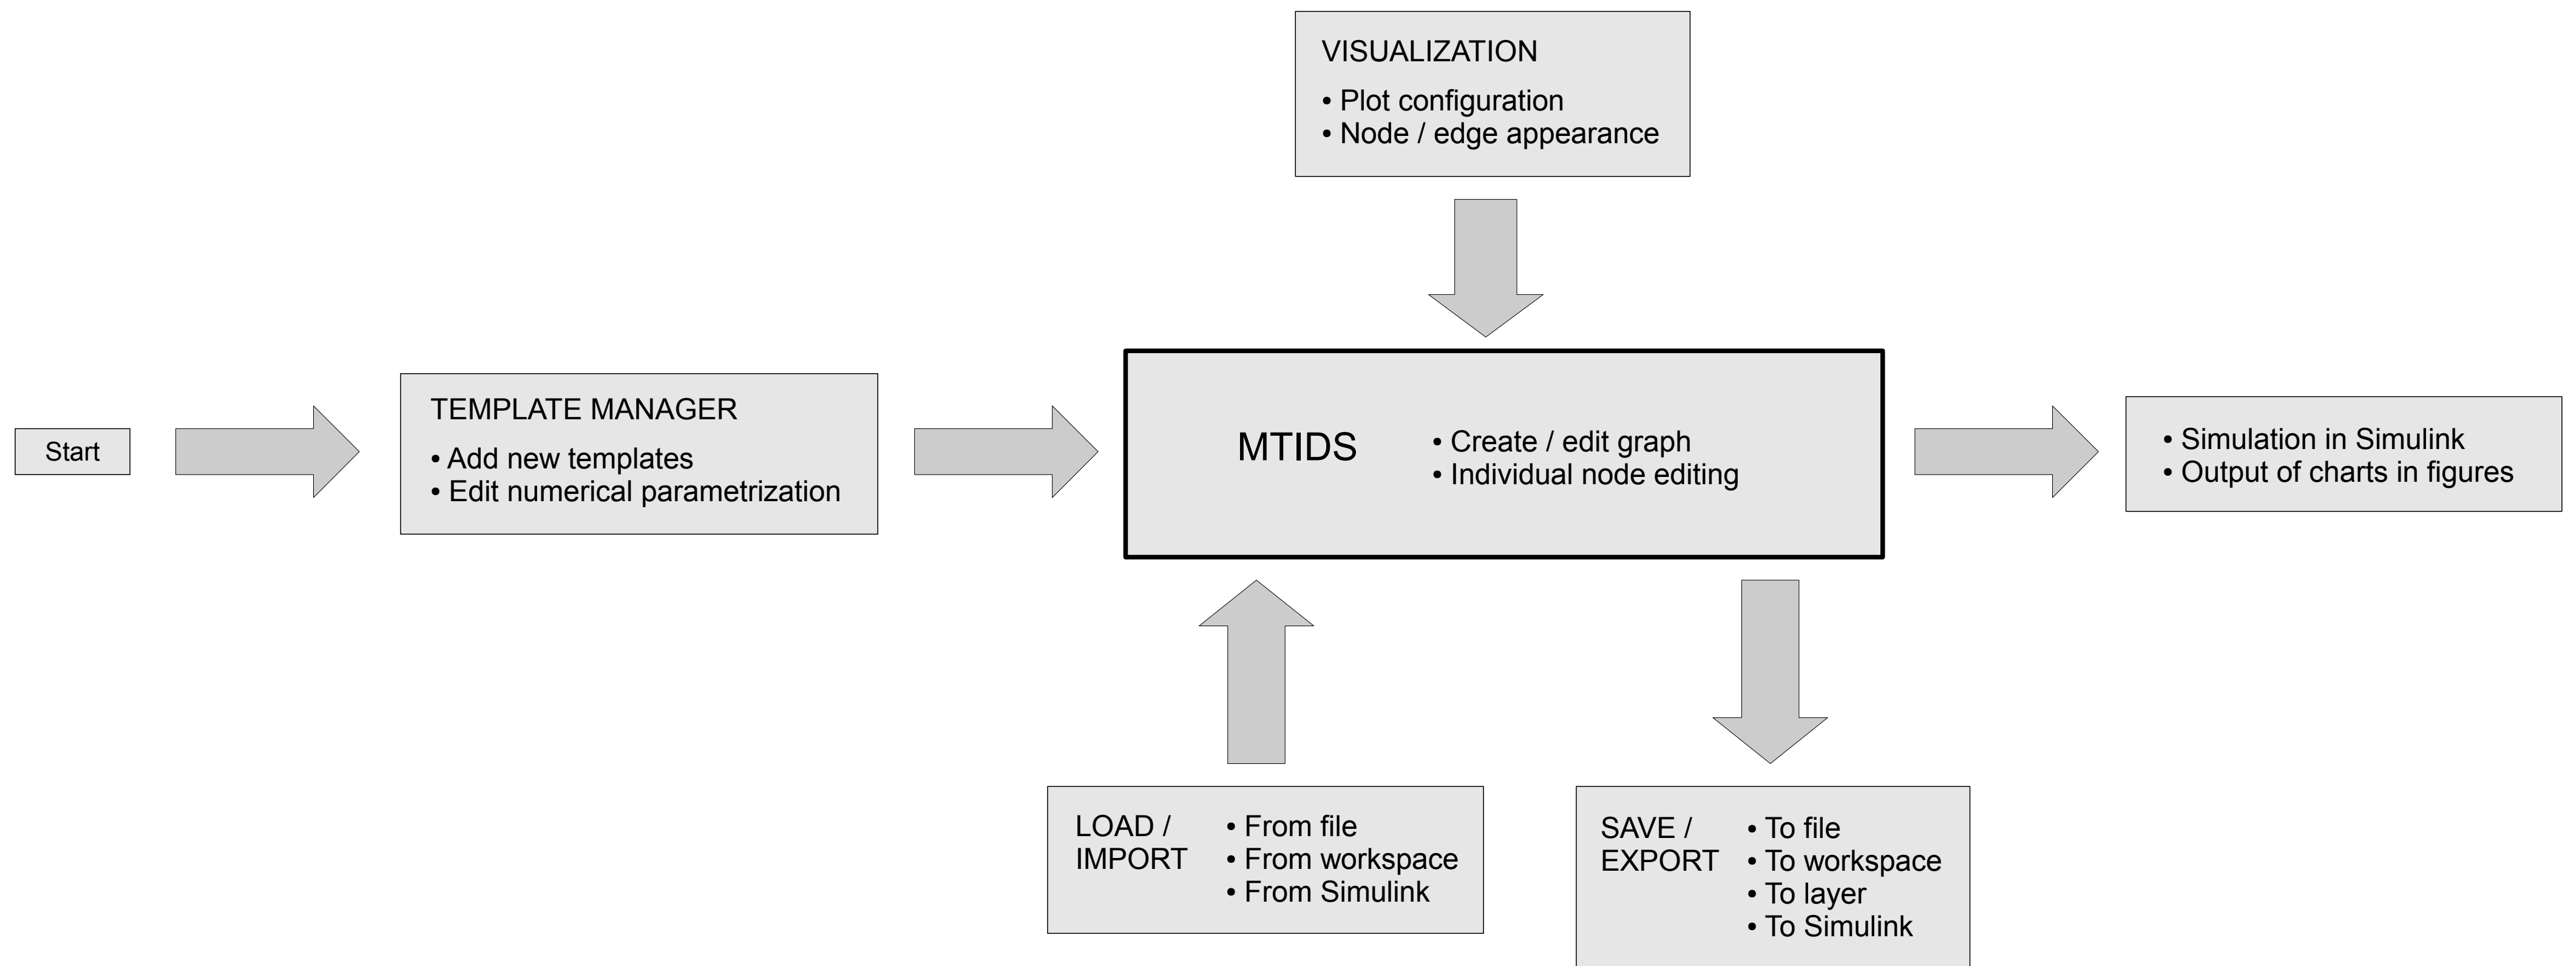 VISUALIZATION
• Plot configuration
• Node / edge appearance
Start
TEMPLATE MANAGER
• Add new templates
• Edit numerical parametrization
MTIDS
• Create / edit graph
• Individual node editing
• Simulation in Simulink
• Output of charts in figures
LOAD /
IMPORT
• From file
• From workspace
• From Simulink
SAVE /
EXPORT
• To file
• To workspace
• To layer
• To Simulink